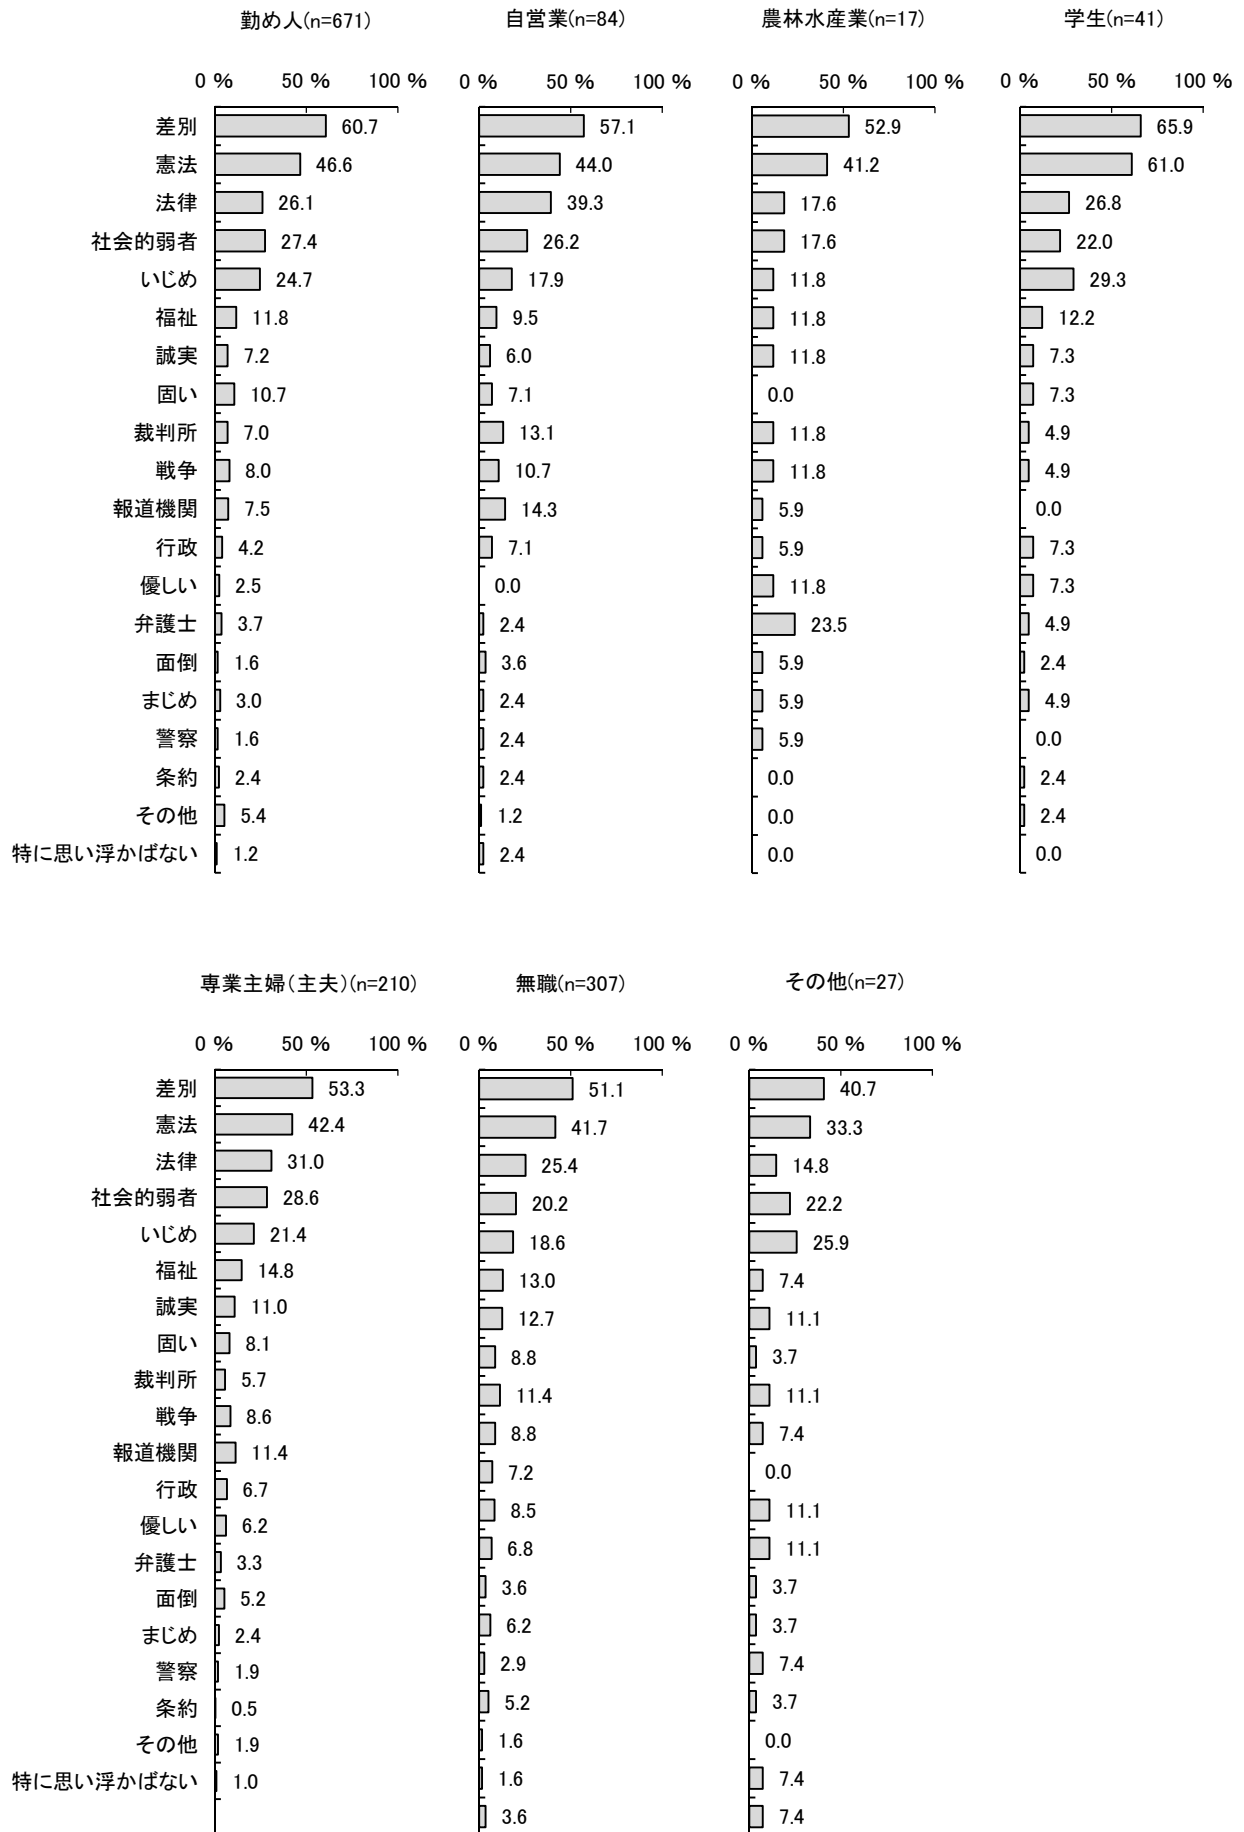 勤め人(n=671) 自営業(n=84) 農林水産業(n=17) 学生(n=41)
0 % 50 % 100 % 0 % 50 % 100 % 0 % 50 % 100 % 0 % 50 % 100 %
差別 60.7 57.1 52.9 65.9
憲法 46.6 44.0 41.2 61.0
法律 26.1 39.3 17.6 26.8
社会的弱者 27.4 26.2 17.6 22.0
いじめ 24.7 17.9 11.8 29.3
福祉 11.8 9.5 11.8 12.2
誠実 7.2 6.0 11.8 7.3
固い 10.7 7.1 0.0 7.3
裁判所 7.0 13.1 11.8 4.9
戦争 8.0 10.7 11.8 4.9
報道機関 7.5 14.3 5.9 0.0
行政 4.2 7.1 5.9 7.3
優しい 2.5 0.0 11.8 7.3
弁護士 3.7 2.4 23.5 4.9
面倒 1.6 3.6 5.9 2.4
まじめ 3.0 2.4 5.9 4.9
警察 1.6 2.4 5.9 0.0
条約 2.4 2.4 0.0 2.4
その他 5.4 1.2 0.0 2.4
特に思い浮かばない 1.2 2.4 0.0 0.0
専業主婦(主夫)(n=210) 無職(n=307) その他(n=27)
0 % 50 % 100 % 0 % 50 % 100 % 0 % 50 % 100 %
差別 53.3 51.1 40.7
憲法 42.4 41.7 33.3
法律 31.0 25.4 14.8
社会的弱者 28.6 20.2 22.2
いじめ 21.4 18.6 25.9
福祉 14.8 13.0 7.4
誠実 11.0 12.7 11.1
固い 8.1 8.8 3.7
裁判所 5.7 11.4 11.1
戦争 8.6 8.8 7.4
報道機関 11.4 7.2 0.0
行政 6.7 8.5 11.1
優しい 6.2 6.8 11.1
弁護士 3.3 3.6 3.7
面倒 5.2 6.2 3.7
まじめ 2.4 2.9 7.4
警察 1.9 5.2 3.7
条約 0.5 1.6 0.0
その他 1.9 1.6 7.4
特に思い浮かばない 1.0 3.6 7.4